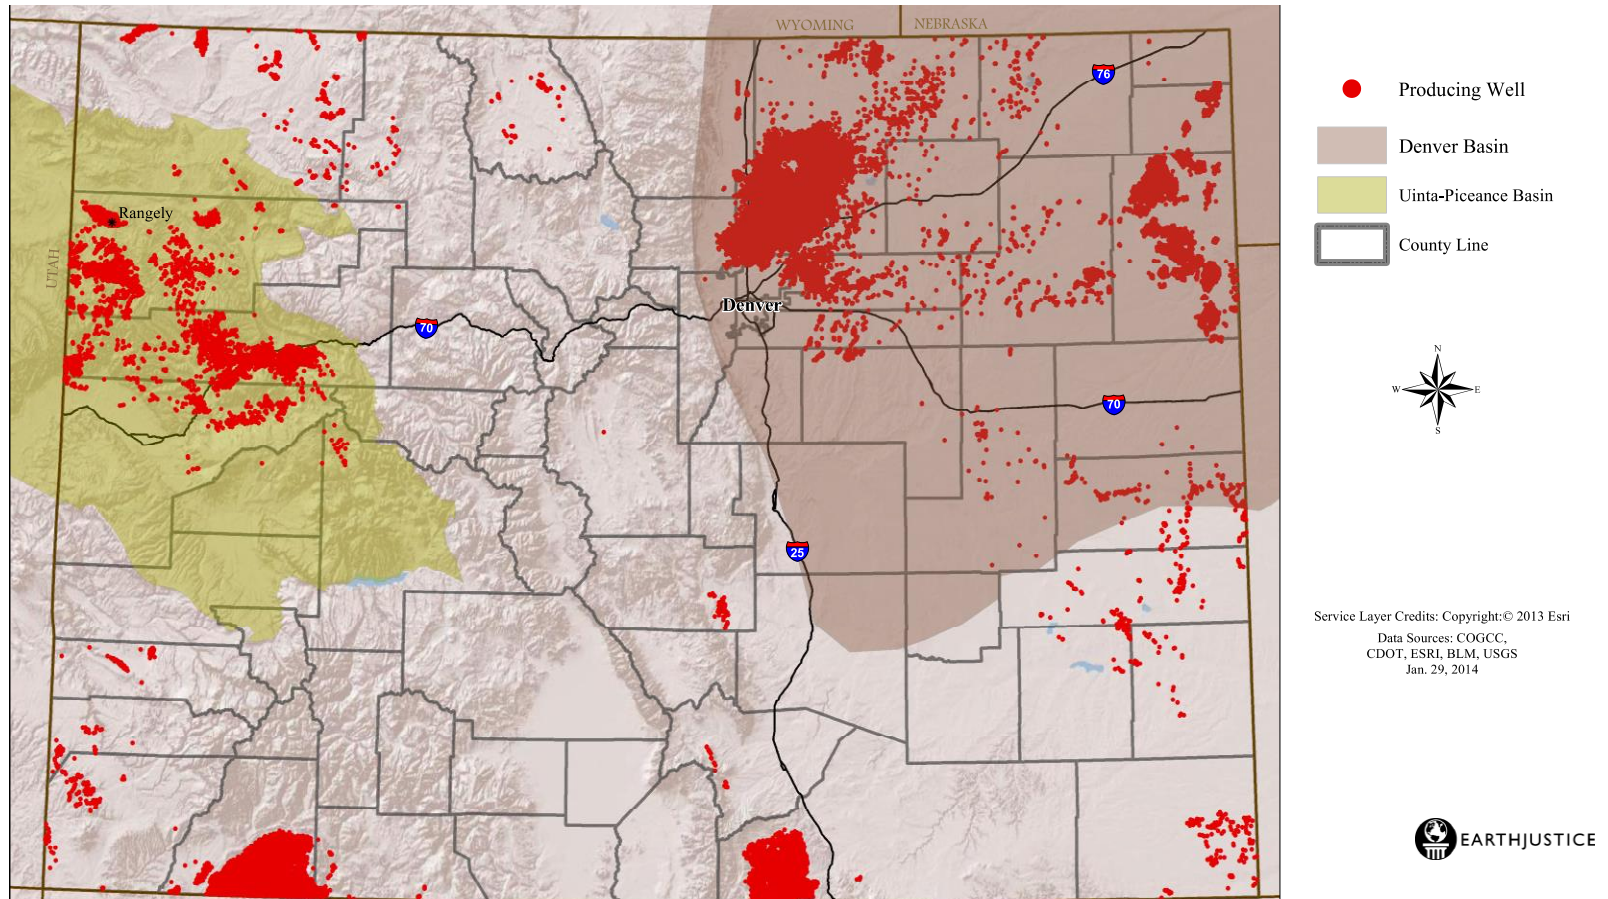 WYOMING
NEBRASKA
76
Rangely
UTAH
Denver
70
70
25
Producing Well
Denver Basin
Uinta-Piceance Basin
County Line
N
W
E
S
Service Layer Credits: Copyright:© 2013 Esri
Data Sources: COGCC,
CDOT, ESRI, BLM, USGS
Jan. 29, 2014
EARTHJUSTICE